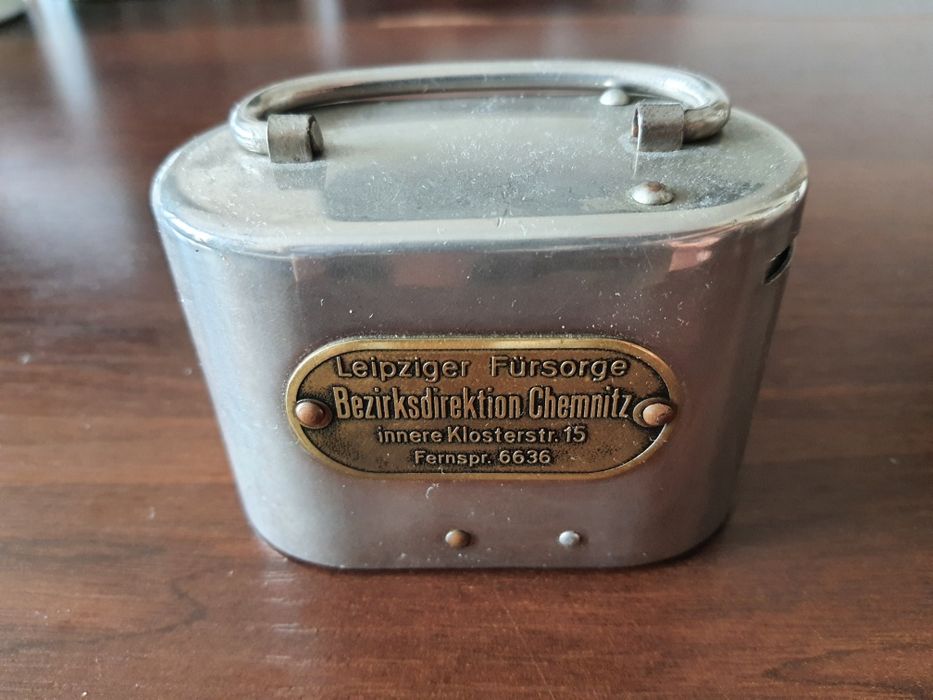 Leipziger Fürsorge
Bezirksdirektion Chemnitz
innere Klosterstr. 15
Fernspr. 6636